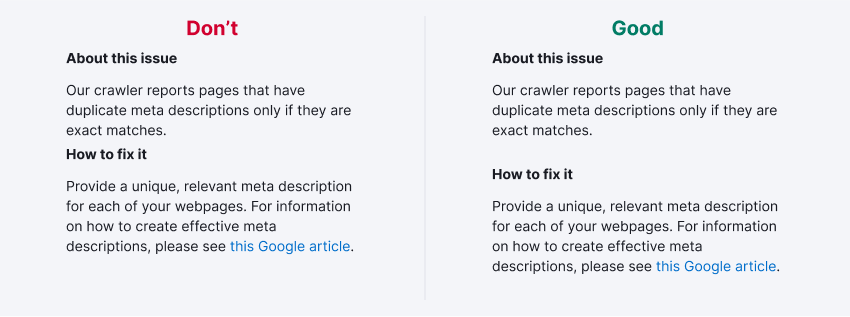 Don’t
About this issue
Our crawler reports pages that have
duplicate meta descriptions only if they are
exact matches.
How to fix it
Provide a unique, relevant meta description
for each of your webpages. For information
on how to create effective meta
descriptions, please see this Google article.
Good
About this issue
Our crawler reports pages that have
duplicate meta descriptions only if they are
exact matches.
How to fix it
Provide a unique, relevant meta description
for each of your webpages. For information
on how to create effective meta
descriptions, please see this Google article.